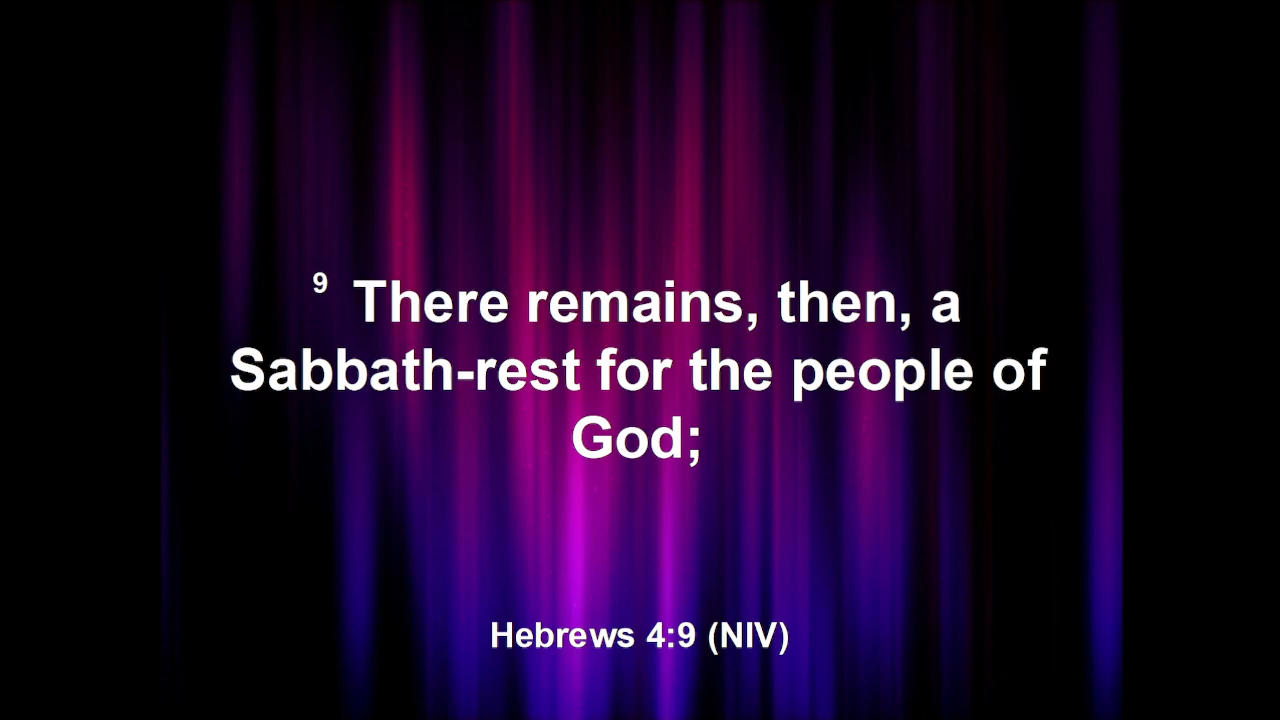 9 There remains, then, a
Sabbath-rest for the people of
God;
Hebrews 4:9 (NIV)